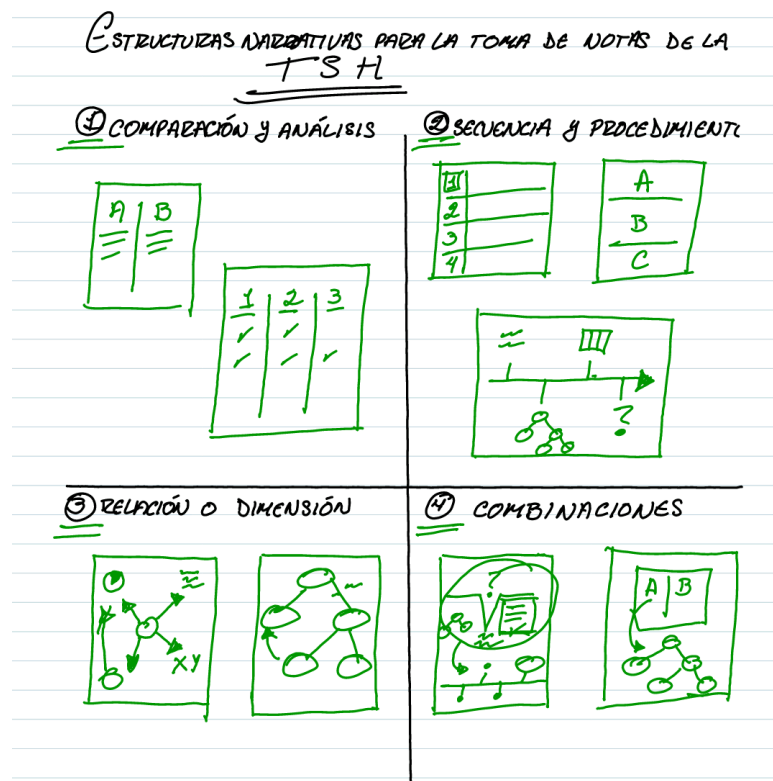 ESTRUCTURAS NARRATIVAS PARA LA TOMA DE NOTAS DE LA
TSH
1 COMPARACIÓN y ANÁLISIS
A B
1 2 3
2 SECUENCIA y PROCEDIMIENT
1
2
3
4
A
B
C
?
3 RELACIÓN O DIMENSIÓN
XY
4 COMBINACIONES
A B